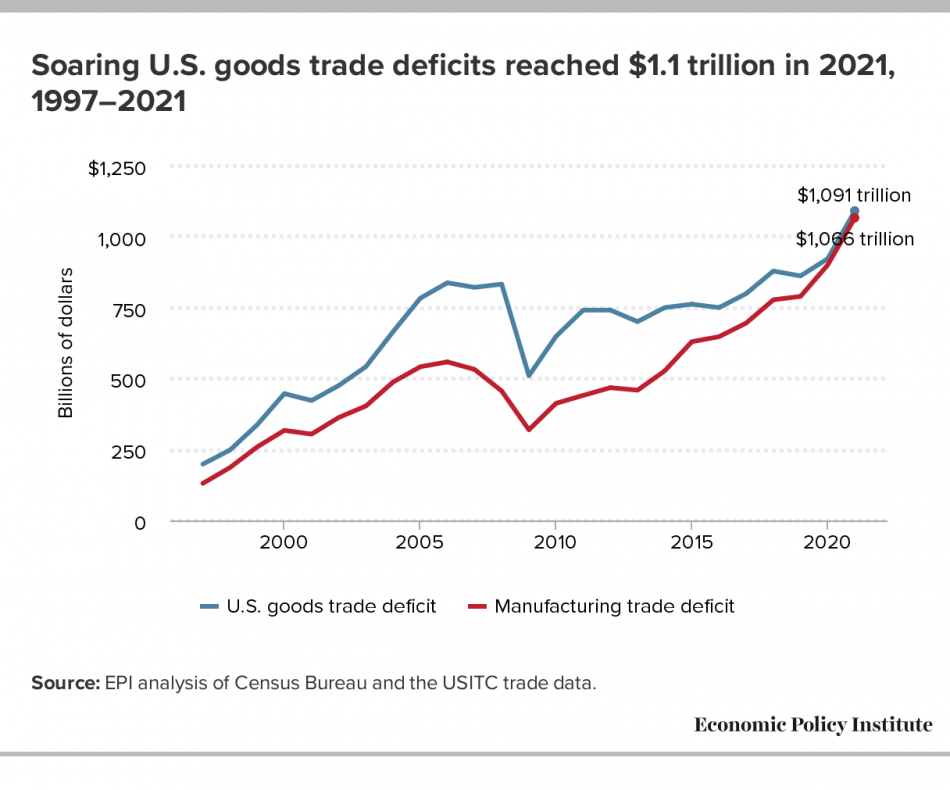 Soaring U.S. goods trade deficits reached $1.1 trillion in 2021,
1997–2021
$1,250
1,000
750
500
250
0
Billions of dollars
$1,091 trillion
$1,066 trillion
2000 2005 2010 2015 2020
U.S. goods trade deficit Manufacturing trade deficit
Source: EPI analysis of Census Bureau and the USITC trade data.
Economic Policy Institute